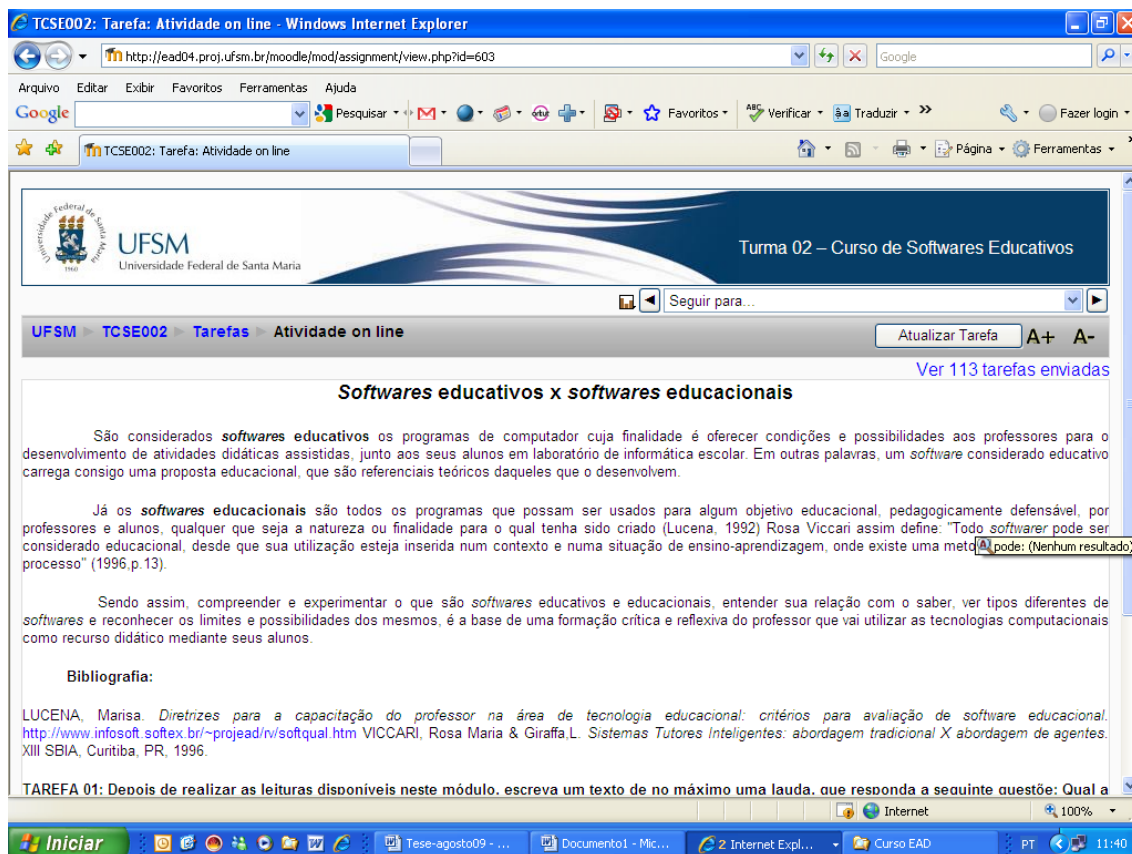 TCSE002: Tarefa: Atividade on line - Windows Internet Explorer
http://ead04.proj.ufsm.br/moodle/mod/assignment/view.php?id=603
Google
Arquivo Editar Exibir Favoritos Ferramentas Ajuda
Google Pesquisar Favoritos Verificar Traduzir Fazer login
TCSE002: Tarefa: Atividade on line Página Ferramentas
Universidade Federal de Santa Maria
1960
UFSM
Universidade Federal de Santa Maria
Turma 02 – Curso de Softwares Educativos
Seguir para...
UFSM TCSE002 Tarefas Atividade on line Atualizar Tarefa A+ A-
Ver 113 tarefas enviadas
Softwares educativos x softwares educacionais
São considerados softwares educativos os programas de computador cuja finalidade é oferecer condições e possibilidades aos professores para o
desenvolvimento de atividades didáticas assistidas, junto aos seus alunos em laboratório de informática escolar. Em outras palavras, um software considerado educativo
carrega consigo uma proposta educacional, que são referenciais teóricos daqueles que o desenvolvem.
Já os softwares educacionais são todos os programas que possam ser usados para algum objetivo educacional, pedagogicamente defensável, por
professores e alunos, qualquer que seja a natureza ou finalidade para o qual tenha sido criado (Lucena, 1992) Rosa Viccari assim define: "Todo softwarer pode ser
considerado educacional, desde que sua utilização esteja inserida num contexto e numa situação de ensino-aprendizagem, onde existe uma
pode: (Nenhum resultado)
processo" (1996,p.13).
Sendo assim, compreender e experimentar o que são softwares educativos e educacionais, entender sua relação com o saber, ver tipos diferentes de
softwares e reconhecer os limites e possibilidades dos mesmos, é a base de uma formação crítica e reflexiva do professor que vai utilizar as tecnologias computacionais
como recurso didático mediante seus alunos.
Bibliografia:
LUCENA, Marisa. Diretrizes para a capacitação do professor na área de tecnologia educacional: critérios para avaliação de software educacional.
http://www.infosoft.softex.br/~projead/rv/softqual.htm VICCARI, Rosa Maria & Giraffa,L. Sistemas Tutores Inteligentes: abordagem tradicional X abordagem de agentes.
XIII SBIA, Curitiba, PR, 1996.
TAREFA 01: Depois de realizar as leituras disponíveis neste módulo, escreva um texto de no máximo uma lauda, que responda a seguinte questõe: Qual a
Internet 100%
Iniciar Tese-agosto09 - ... Documento1 - Mic... 2 Internet Expl... Curso EAD PT 11:40